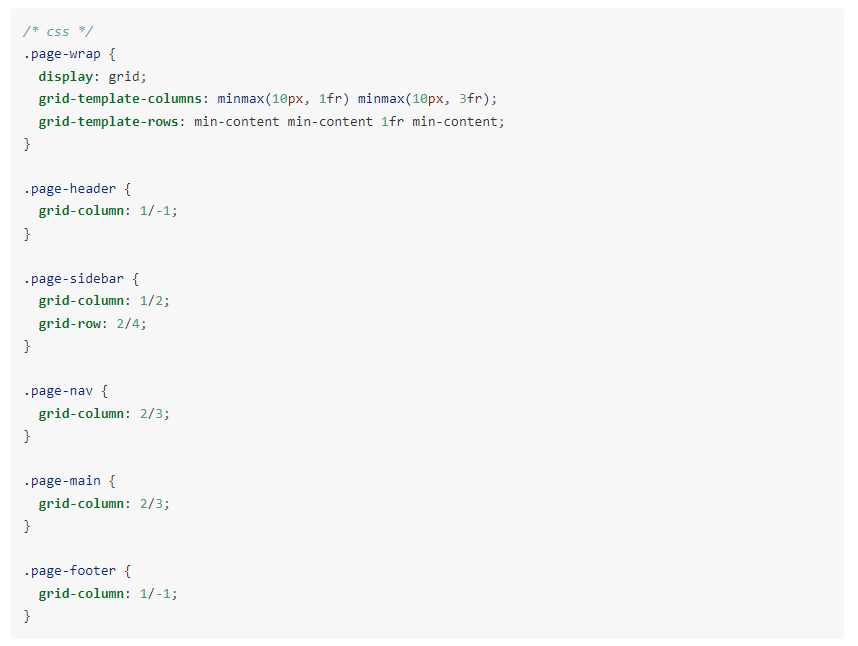 /* css */
.page-wrap {
  display: grid;
  grid-template-columns: minmax(10px, 1fr) minmax(10px, 3fr);
  grid-template-rows: min-content min-content 1fr min-content;
}

.page-header {
  grid-column: 1/-1;
}

.page-sidebar {
  grid-column: 1/2;
  grid-row: 2/4;
}

.page-nav {
  grid-column: 2/3;
}

.page-main {
  grid-column: 2/3;
}

.page-footer {
  grid-column: 1/-1;
}